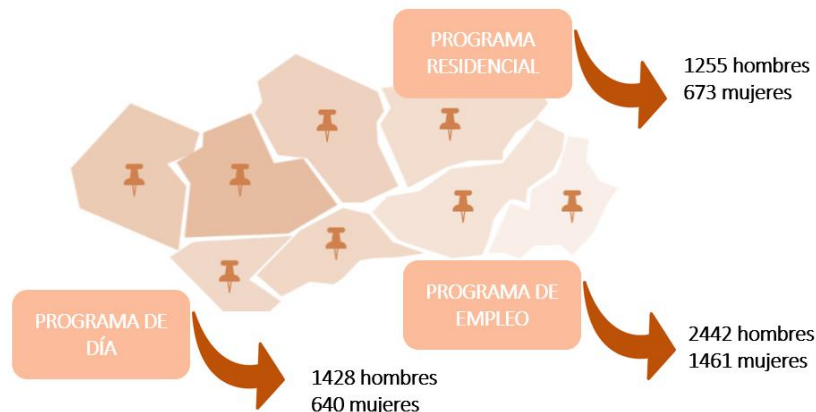 PROGRAMA
RESIDENCIAL
1255 hombres
673 mujeres
PROGRAMA DE
EMPLEO
2442 hombres
1461 mujeres
PROGRAMA DE
DÍA
1428 hombres
640 mujeres